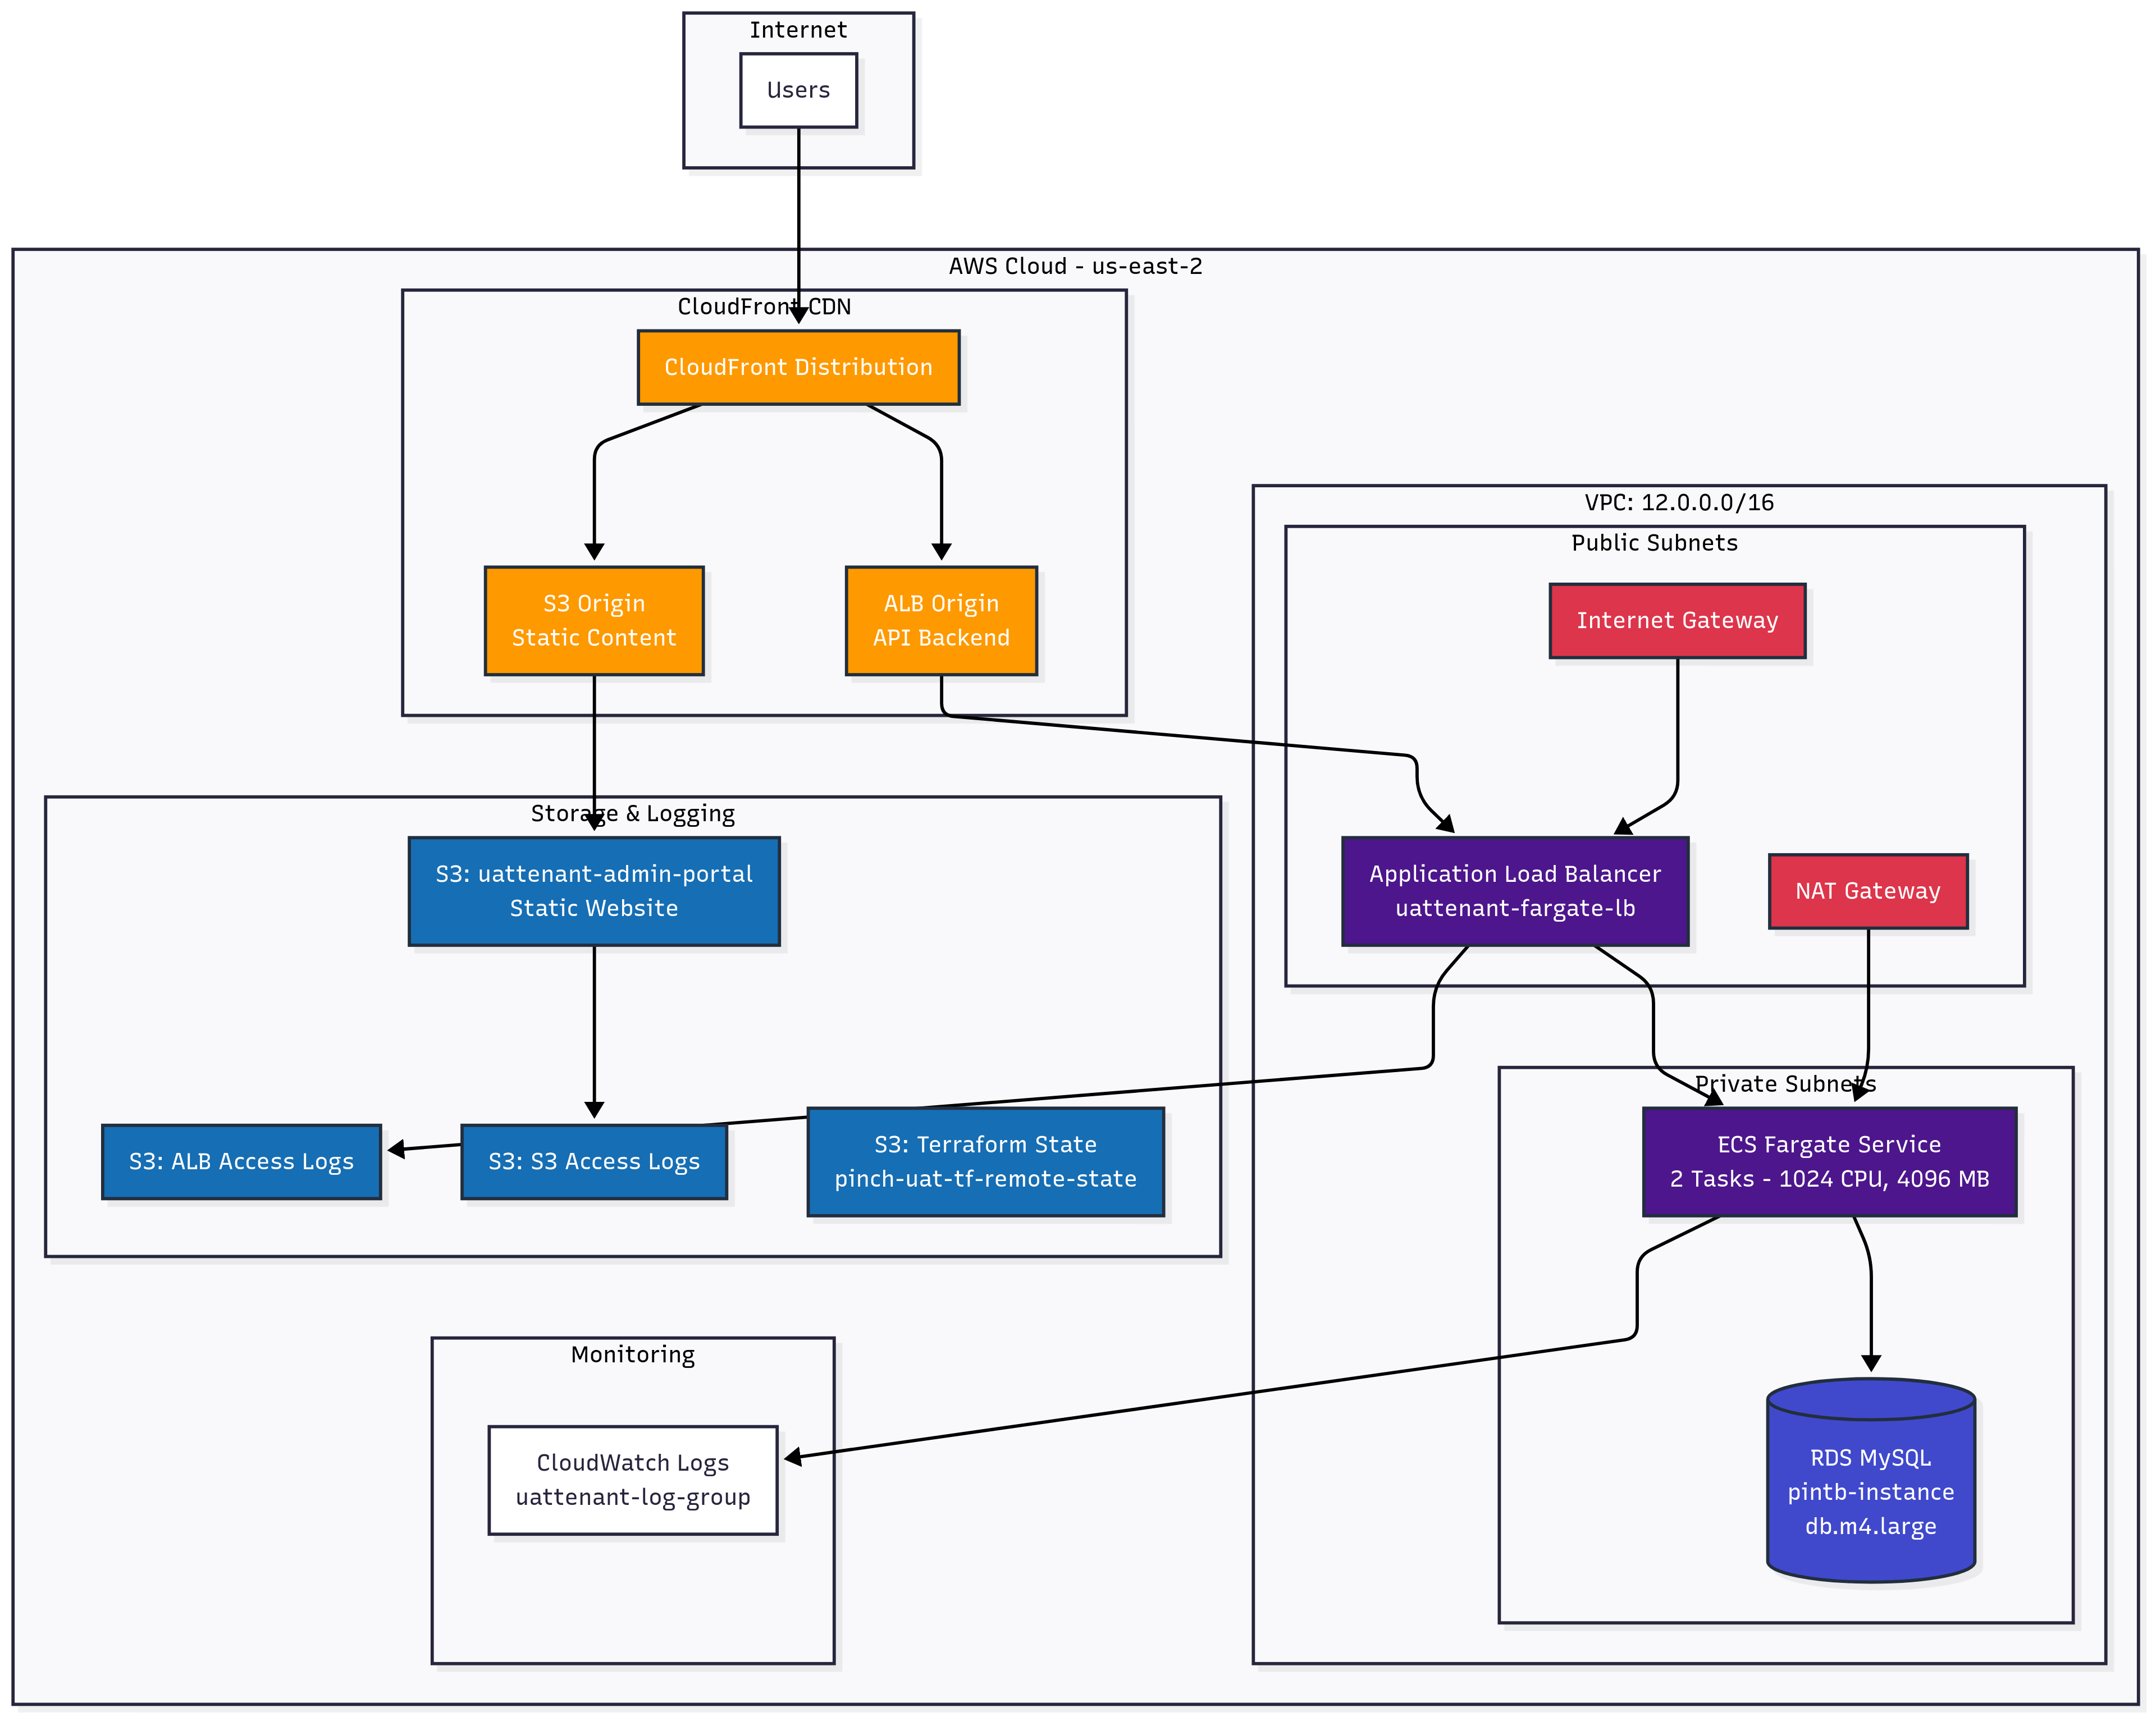 Internet
Users
AWS Cloud - us-east-2
CloudFront CDN
CloudFront Distribution
S3 Origin
Static Content
ALB Origin
API Backend
VPC: 12.0.0.0/16
Public Subnets
Internet Gateway
Application Load Balancer
uattenant-fargate-lb
NAT Gateway
Storage & Logging
S3: uattenant-admin-portal
Static Website
S3: ALB Access Logs
S3: S3 Access Logs
S3: Terraform State
pinch-uat-tf-remote-state
Private Subnets
ECS Fargate Service
2 Tasks - 1024 CPU, 4096 MB
Monitoring
CloudWatch Logs
uattenant-log-group
RDS MySQL
pintb-instance
db.m4.large